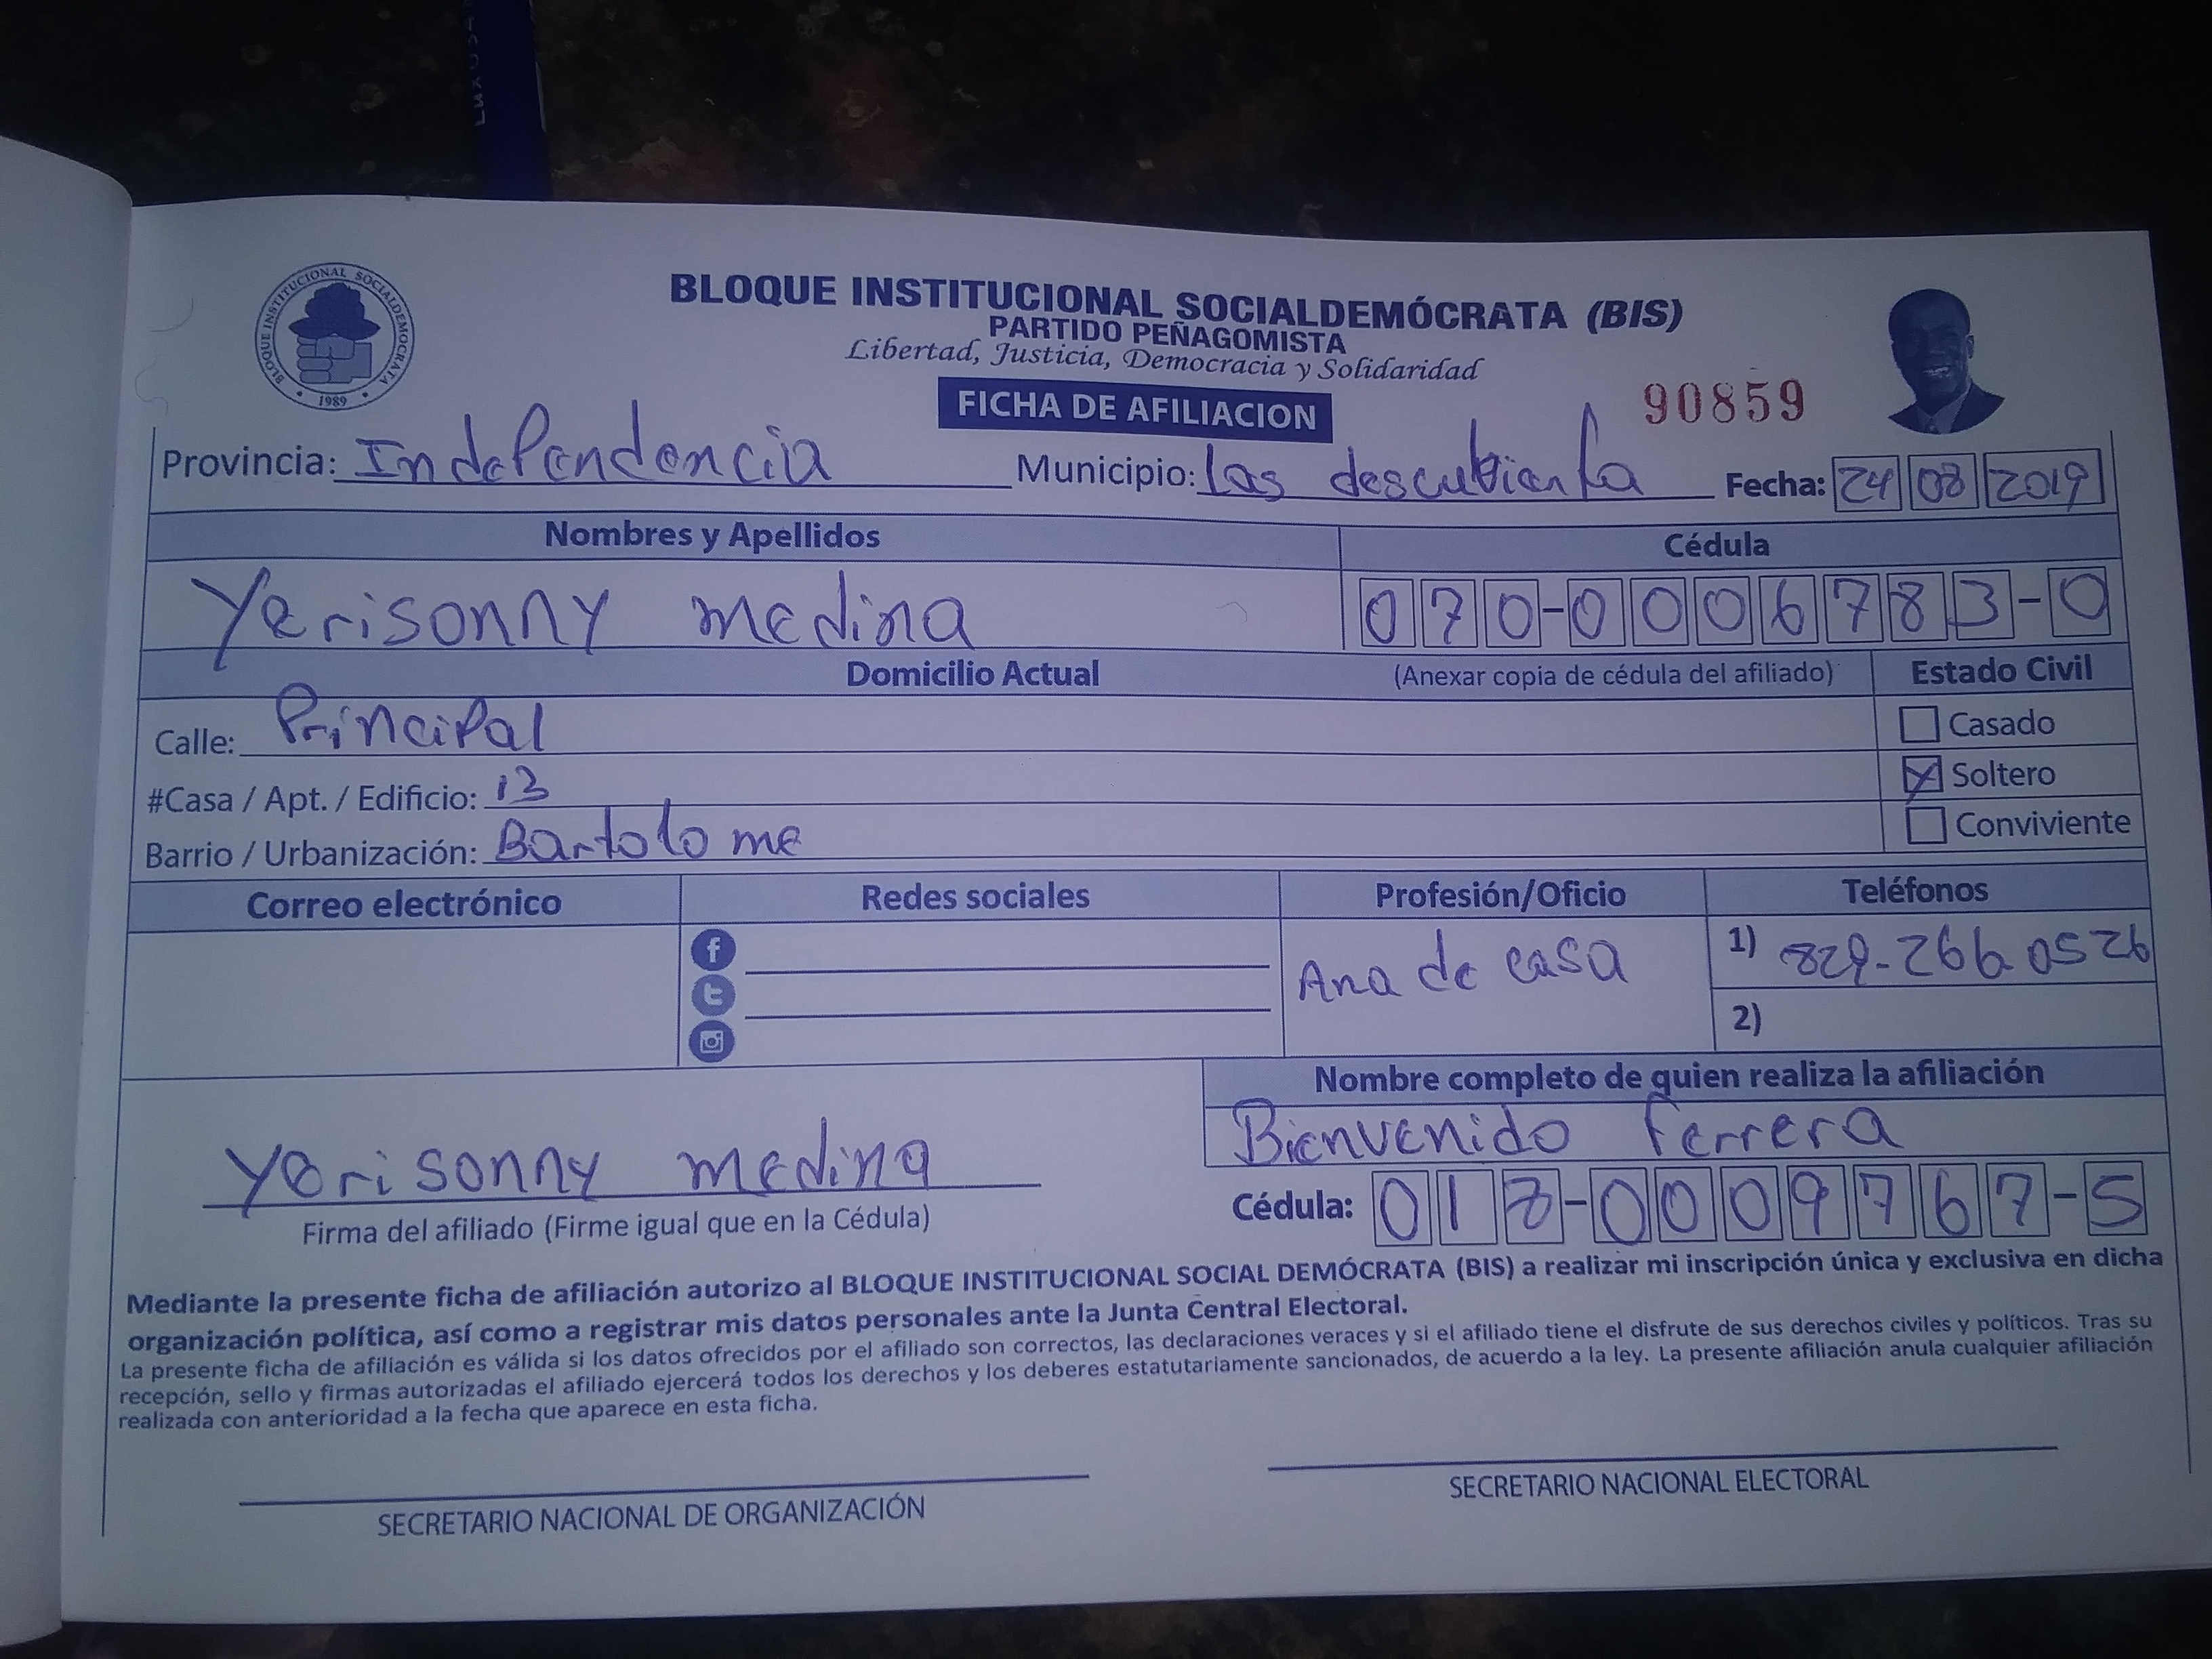 BLOQUE INSTITUCIONAL SOCIALDEMOCRATA
1989
BLOQUE INSTITUCIONAL SOCIALDEMÓCRATA (BIS)
PARTIDO PEÑAGOMISTA
Libertad, Justicia, Democracia y Solidaridad
FICHA DE AFILIACION
90859
Provincia: Independencia Municipio: Las descubierta Fecha: 24 08 2019
Nombres y Apellidos Cédula
Yerisonny medina 070-0006783-0
Domicilio Actual (Anexar copia de cédula del afiliado) Estado Civil
Calle: Principal Casado
#Casa / Apt. / Edificio: 13 Soltero
Barrio / Urbanización: Bartolo me Conviviente
Correo electrónico Redes sociales Profesión/Oficio Teléfonos
Ama de casa 1) 829-266 0526
2)
Nombre completo de quien realiza la afiliación
Bienvenido Ferrera
Yerisonny medina
Firma del afiliado (Firme igual que en la Cédula) Cédula: 012-0009767-5
Mediante la presente ficha de afiliación autorizo al BLOQUE INSTITUCIONAL SOCIAL DEMÓCRATA (BIS) a realizar mi inscripción única y exclusiva en dicha
organización política, así como a registrar mis datos personales ante la Junta Central Electoral.
La presente ficha de afiliación es válida si los datos ofrecidos por el afiliado son correctos, las declaraciones veraces y si el afiliado tiene el disfrute de sus derechos civiles y políticos. Tras su
recepción, sello y firmas autorizadas el afiliado ejercerá todos los derechos y los deberes estatutariamente sancionados, de acuerdo a la ley. La presente afiliación anula cualquier afiliación
realizada con anterioridad a la fecha que aparece en esta ficha.
SECRETARIO NACIONAL DE ORGANIZACIÓN SECRETARIO NACIONAL ELECTORAL